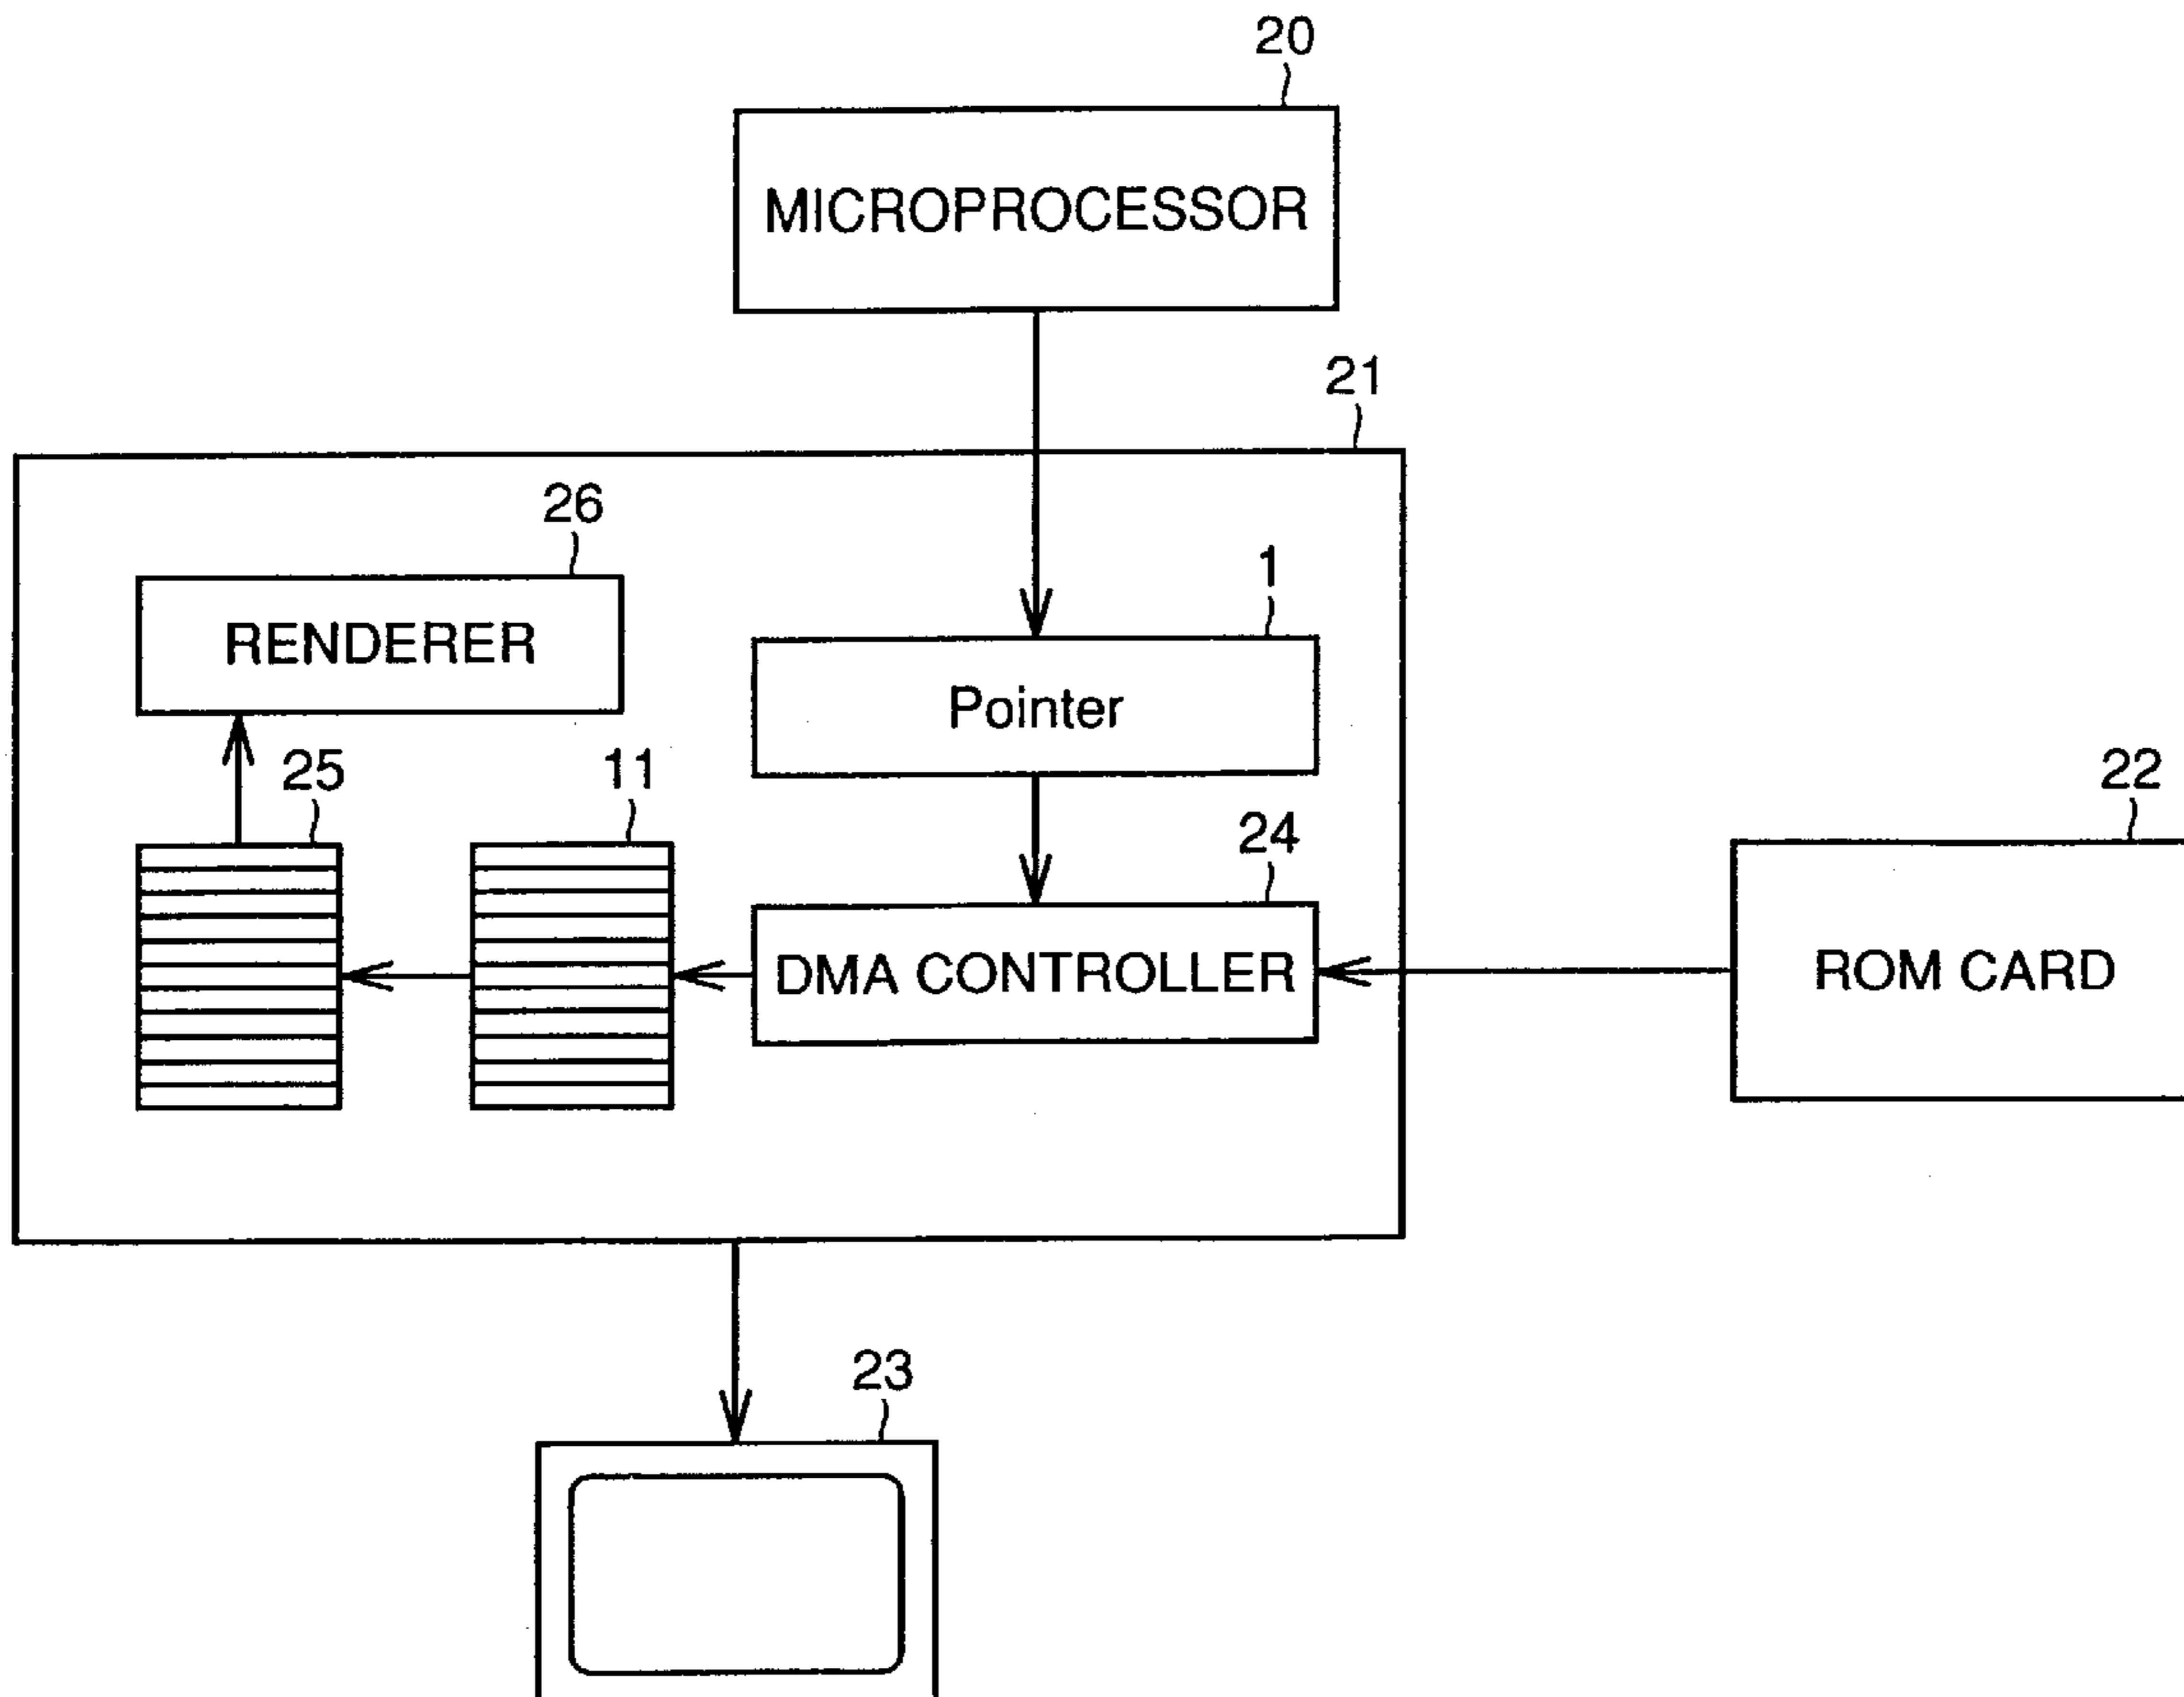 20
MICROPROCESSOR
21
26
1
RENDERER
Pointer
25
11
22
24
DMA CONTROLLER
ROM CARD
23